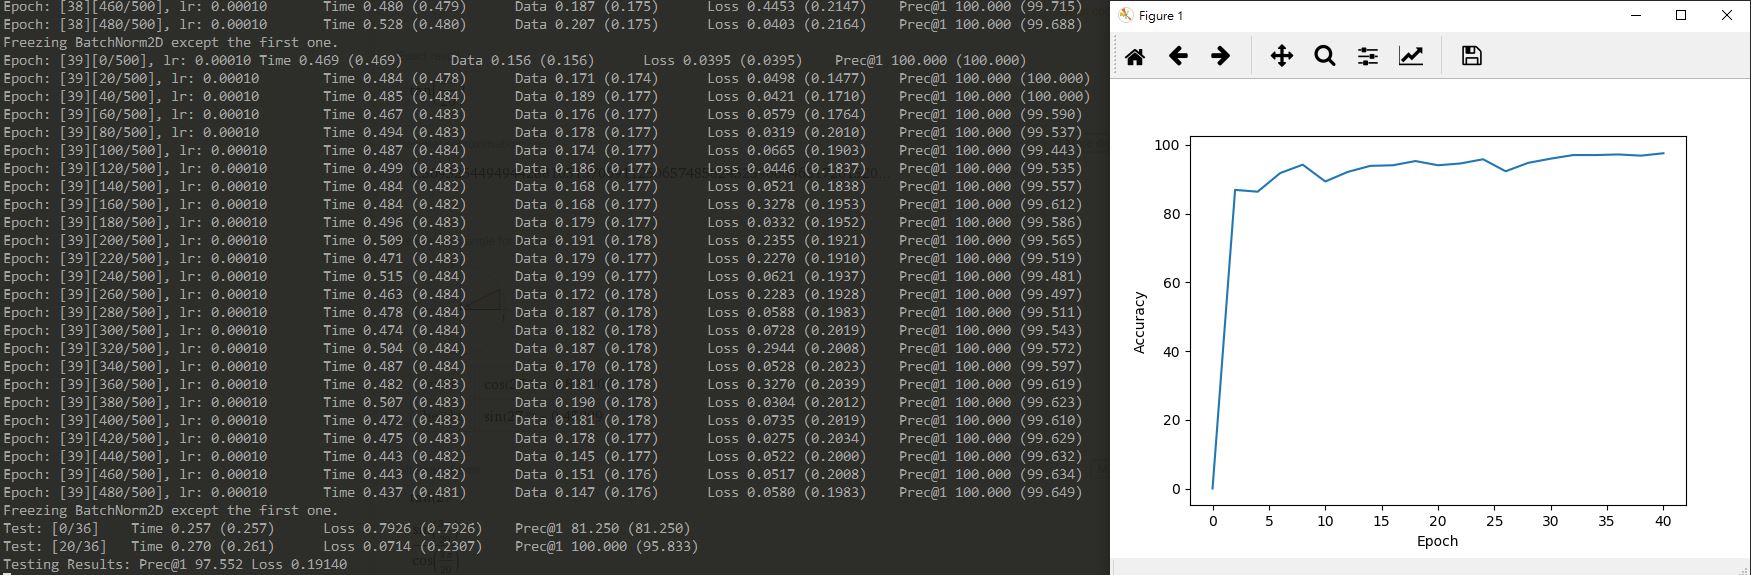 Epoch: [38][460/500], lr: 0.00010 Time 0.480 (0.479) Data 0.187 (0.175) Loss 0.4453 (0.2147) Prec@1 100.000 (99.715)
Epoch: [38][480/500], lr: 0.00010 Time 0.528 (0.480) Data 0.207 (0.175) Loss 0.0403 (0.2164) Prec@1 100.000 (99.688)
Freezing BatchNorm2D except the first one.
Epoch: [39][0/500], lr: 0.00010 Time 0.469 (0.469) Data 0.156 (0.156) Loss 0.0395 (0.0395) Prec@1 100.000 (100.000)
Epoch: [39][20/500], lr: 0.00010 Time 0.484 (0.478) Data 0.171 (0.174) Loss 0.0498 (0.1477) Prec@1 100.000 (100.000)
Epoch: [39][40/500], lr: 0.00010 Time 0.485 (0.484) Data 0.189 (0.177) Loss 0.0421 (0.1710) Prec@1 100.000 (100.000)
Epoch: [39][60/500], lr: 0.00010 Time 0.467 (0.483) Data 0.176 (0.177) Loss 0.0579 (0.1764) Prec@1 100.000 (99.590)
Epoch: [39][80/500], lr: 0.00010 Time 0.494 (0.483) Data 0.178 (0.177) Loss 0.0319 (0.2010) Prec@1 100.000 (99.537)
Epoch: [39][100/500], lr: 0.00010 Time 0.487 (0.484) Data 0.174 (0.177) Loss 0.0665 (0.1903) Prec@1 100.000 (99.443)
Epoch: [39][120/500], lr: 0.00010 Time 0.499 (0.483) Data 0.186 (0.177) Loss 0.0446 (0.1837) Prec@1 100.000 (99.535)
Epoch: [39][140/500], lr: 0.00010 Time 0.484 (0.482) Data 0.168 (0.177) Loss 0.0521 (0.1838) Prec@1 100.000 (99.557)
Epoch: [39][160/500], lr: 0.00010 Time 0.484 (0.482) Data 0.168 (0.177) Loss 0.3278 (0.1953) Prec@1 100.000 (99.612)
Epoch: [39][180/500], lr: 0.00010 Time 0.496 (0.483) Data 0.179 (0.177) Loss 0.0332 (0.1952) Prec@1 100.000 (99.586)
Epoch: [39][200/500], lr: 0.00010 Time 0.509 (0.483) Data 0.191 (0.178) Loss 0.2355 (0.1921) Prec@1 100.000 (99.565)
Epoch: [39][220/500], lr: 0.00010 Time 0.471 (0.483) Data 0.179 (0.177) Loss 0.2270 (0.1910) Prec@1 100.000 (99.519)
Epoch: [39][240/500], lr: 0.00010 Time 0.515 (0.484) Data 0.199 (0.177) Loss 0.0621 (0.1937) Prec@1 100.000 (99.481)
Epoch: [39][260/500], lr: 0.00010 Time 0.463 (0.484) Data 0.172 (0.178) Loss 0.2283 (0.1928) Prec@1 100.000 (99.497)
Epoch: [39][280/500], lr: 0.00010 Time 0.478 (0.484) Data 0.187 (0.178) Loss 0.0588 (0.1983) Prec@1 100.000 (99.511)
Epoch: [39][300/500], lr: 0.00010 Time 0.474 (0.484) Data 0.182 (0.178) Loss 0.0728 (0.2019) Prec@1 100.000 (99.543)
Epoch: [39][320/500], lr: 0.00010 Time 0.504 (0.484) Data 0.187 (0.178) Loss 0.2944 (0.2008) Prec@1 100.000 (99.572)
Epoch: [39][340/500], lr: 0.00010 Time 0.487 (0.484) Data 0.170 (0.178) Loss 0.0528 (0.2023) Prec@1 100.000 (99.597)
Epoch: [39][360/500], lr: 0.00010 Time 0.482 (0.483) Data 0.181 (0.178) Loss 0.3270 (0.2039) Prec@1 100.000 (99.619)
Epoch: [39][380/500], lr: 0.00010 Time 0.507 (0.483) Data 0.190 (0.178) Loss 0.0304 (0.2012) Prec@1 100.000 (99.623)
Epoch: [39][400/500], lr: 0.00010 Time 0.472 (0.483) Data 0.181 (0.178) Loss 0.0735 (0.2019) Prec@1 100.000 (99.610)
Epoch: [39][420/500], lr: 0.00010 Time 0.475 (0.483) Data 0.178 (0.177) Loss 0.0275 (0.2034) Prec@1 100.000 (99.629)
Epoch: [39][440/500], lr: 0.00010 Time 0.443 (0.482) Data 0.145 (0.177) Loss 0.0522 (0.2000) Prec@1 100.000 (99.632)
Epoch: [39][460/500], lr: 0.00010 Time 0.443 (0.482) Data 0.151 (0.176) Loss 0.0517 (0.2008) Prec@1 100.000 (99.634)
Epoch: [39][480/500], lr: 0.00010 Time 0.437 (0.481) Data 0.147 (0.176) Loss 0.0580 (0.1983) Prec@1 100.000 (99.649)
Freezing BatchNorm2D except the first one.
Test: [0/36] Time 0.257 (0.257) Loss 0.7926 (0.7926) Prec@1 81.250 (81.250)
Test: [20/36] Time 0.270 (0.261) Loss 0.0714 (0.2307) Prec@1 100.000 (95.833)
Testing Results: Prec@1 97.552 Loss 0.19140
Figure 1
100
80
60
40
20
0
Accuracy
0 5 10 15 20 25 30 35 40
Epoch